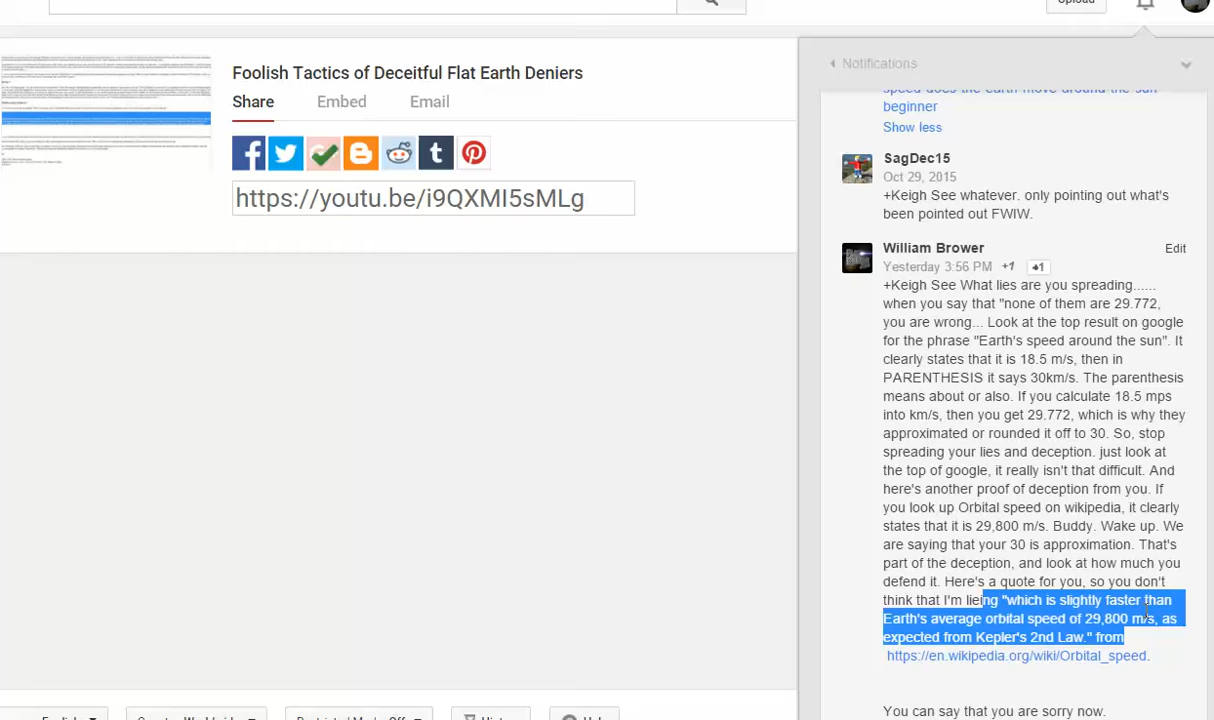 Upload
Notifications
Foolish Tactics of Deceitful Flat Earth Deniers
Share
Embed
Email
https://youtu.be/i9QXMI5sMLg
speed does the earth move around the sun
beginner
Show less
SagDec15
Oct 29, 2015
+Keigh See whatever. only pointing out what's
been pointed out FWIW.
William Brower
Edit
Yesterday 3:56 PM +1 +1
+Keigh See What lies are you spreading......
when you say that "none of them are 29.772,
you are wrong... Look at the top result on google
for the phrase "Earth's speed around the sun". It
clearly states that it is 18.5 m/s, then in
PARENTHESIS it says 30km/s. The parenthesis
means about or also. If you calculate 18.5 mps
into km/s, then you get 29.772, which is why they
approximated or rounded it off to 30. So, stop
spreading your lies and deception. just look at
the top of google, it really isn't that difficult. And
here's another proof of deception from you. If
you look up Orbital speed on wikipedia, it clearly
states that it is 29,800 m/s. Buddy. Wake up. We
are saying that your 30 is approximation. That's
part of the deception, and look at how much you
defend it. Here's a quote for you, so you don't
think that I'm lieing "which is slightly faster than
Earth's average orbital speed of 29,800 m/s, as
expected from Kepler's 2nd Law." from
https://en.wikipedia.org/wiki/Orbital_speed.
You can say that you are sorry now.